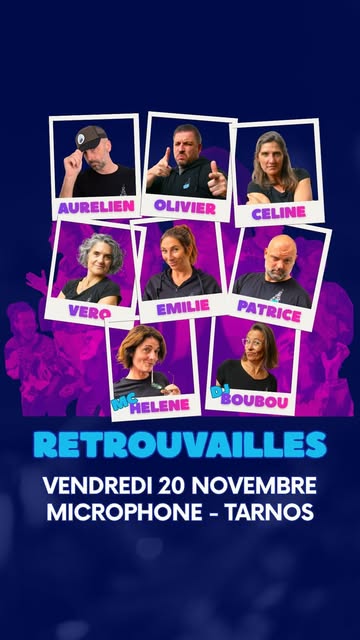 AURELIEN
OLIVIER
CELINE
VERO
EMILIE
PATRICE
MC HELENE
DJ BOUBOU
RETROUVAILLES
VENDREDI 20 NOVEMBRE
MICROPHONE - TARNOS